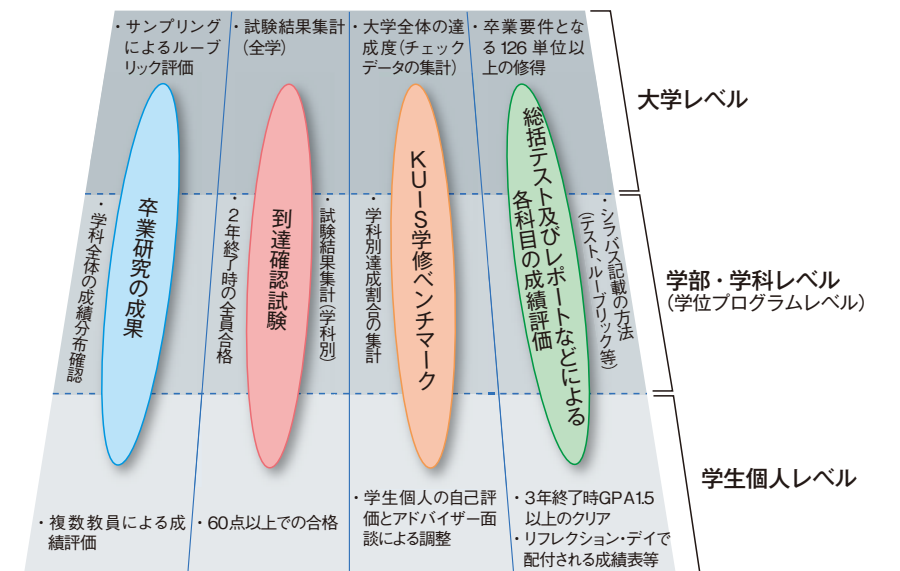 ・サンプリング
によるルーブ
リック評価
・試験結果集計
(全学)
・大学全体の達
成度(チェック
データの集計)
・卒業要件とな
る126単位以
上の修得
大学レベル
卒業研究の成果
・学科全体の成績分布確認
到達確認試験
・2年終了時の全員合格
・試験結果集計(学科別)
KUIS学修ベンチマーク
・学科別達成割合の集計
総括テスト及びレポートなどによる
各科目の成績評価
・シラバス記載の方法
(テスト、ルーブリック等)
学部・学科レベル
(学位プログラムレベル)
学生個人レベル
・複数教員による成
績評価
・60点以上での合格
・学生個人の自己評
価とアドバイザー面
談による調整
・3年終了時GPA1.5
以上のクリア
・リフレクション・デイで
配付される成績表等